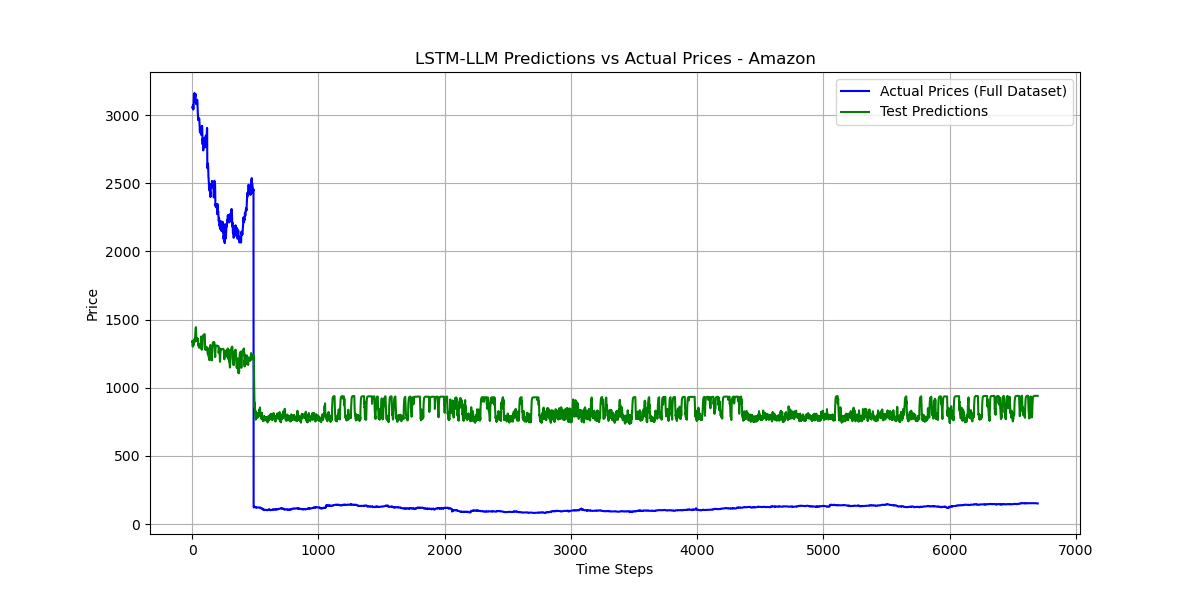 LSTM-LLM Predictions vs Actual Prices - Amazon
Actual Prices (Full Dataset)
Test Predictions
Price
3000
2500
2000
1500
1000
500
0
0 1000 2000 3000 4000 5000 6000 7000
Time Steps